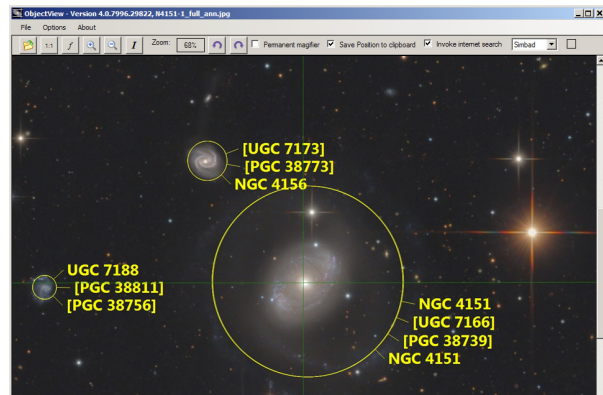 ObjectView - Version 4.0.7996.29822, N4151-1_full_ann.jpg
File Options About
1:1 f I Zoom: 68% Permanent magifier Save Position to clipboard Invoke internet search Simbad
[UGC 7173]
[PGC 38773]
NGC 4156
UGC 7188
[PGC 38811]
[PGC 38756]
NGC 4151
[UGC 7166]
[PGC 38739]
NGC 4151